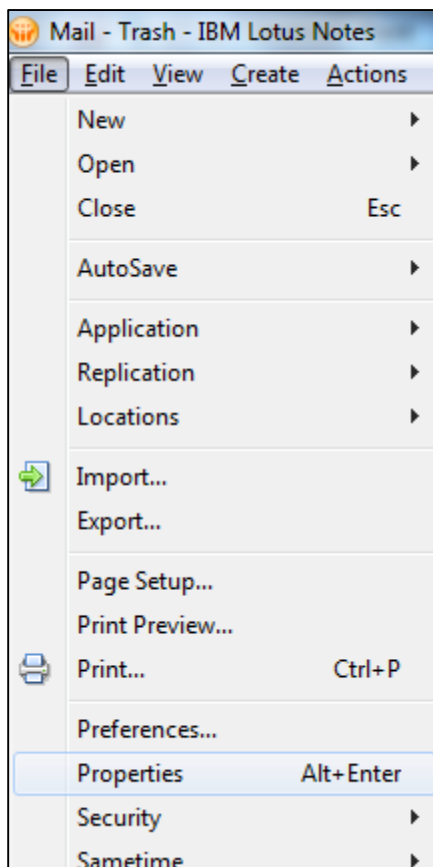 Mail - Trash - IBM Lotus Notes
File Edit View Create Actions
New
Open
Close Esc
AutoSave
Application
Replication
Locations
Import...
Export...
Page Setup...
Print Preview...
Print... Ctrl+P
Preferences...
Properties Alt+Enter
Security
Sametime